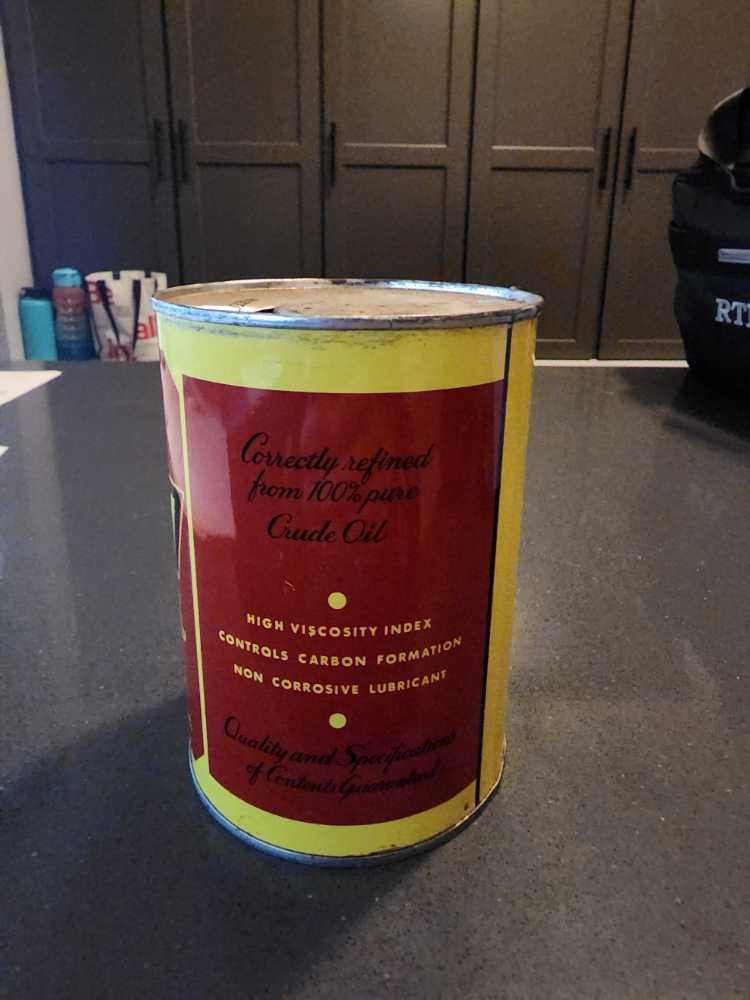 Correctly refined
from 100% pure
Crude Oil
HIGH VISCOSITY INDEX
CONTROLS CARBON FORMATION
NON CORROSIVE LUBRICANT
Quality and Specifications
of Contents Guaranteed
RT